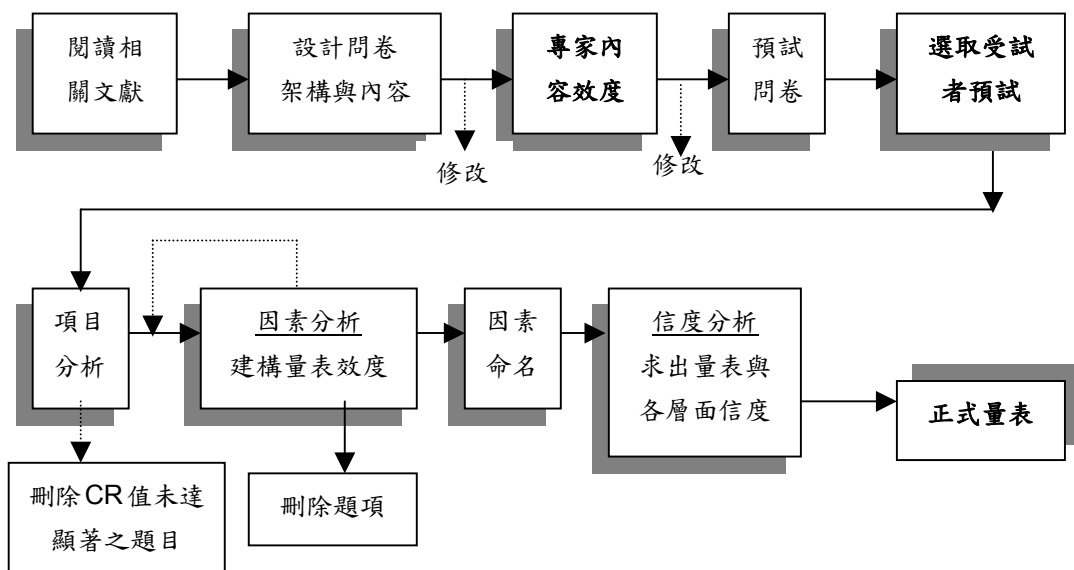 閱讀相
關文獻
設計問卷
架構與內容
專家內
容效度
預試
問卷
選取受試
者預試
修改
修改
項目
分析
因素分析
建構量表效度
因素
命名
信度分析
求出量表與
各層面信度
正式量表
刪除CR值未達
顯著之題目
刪除題項